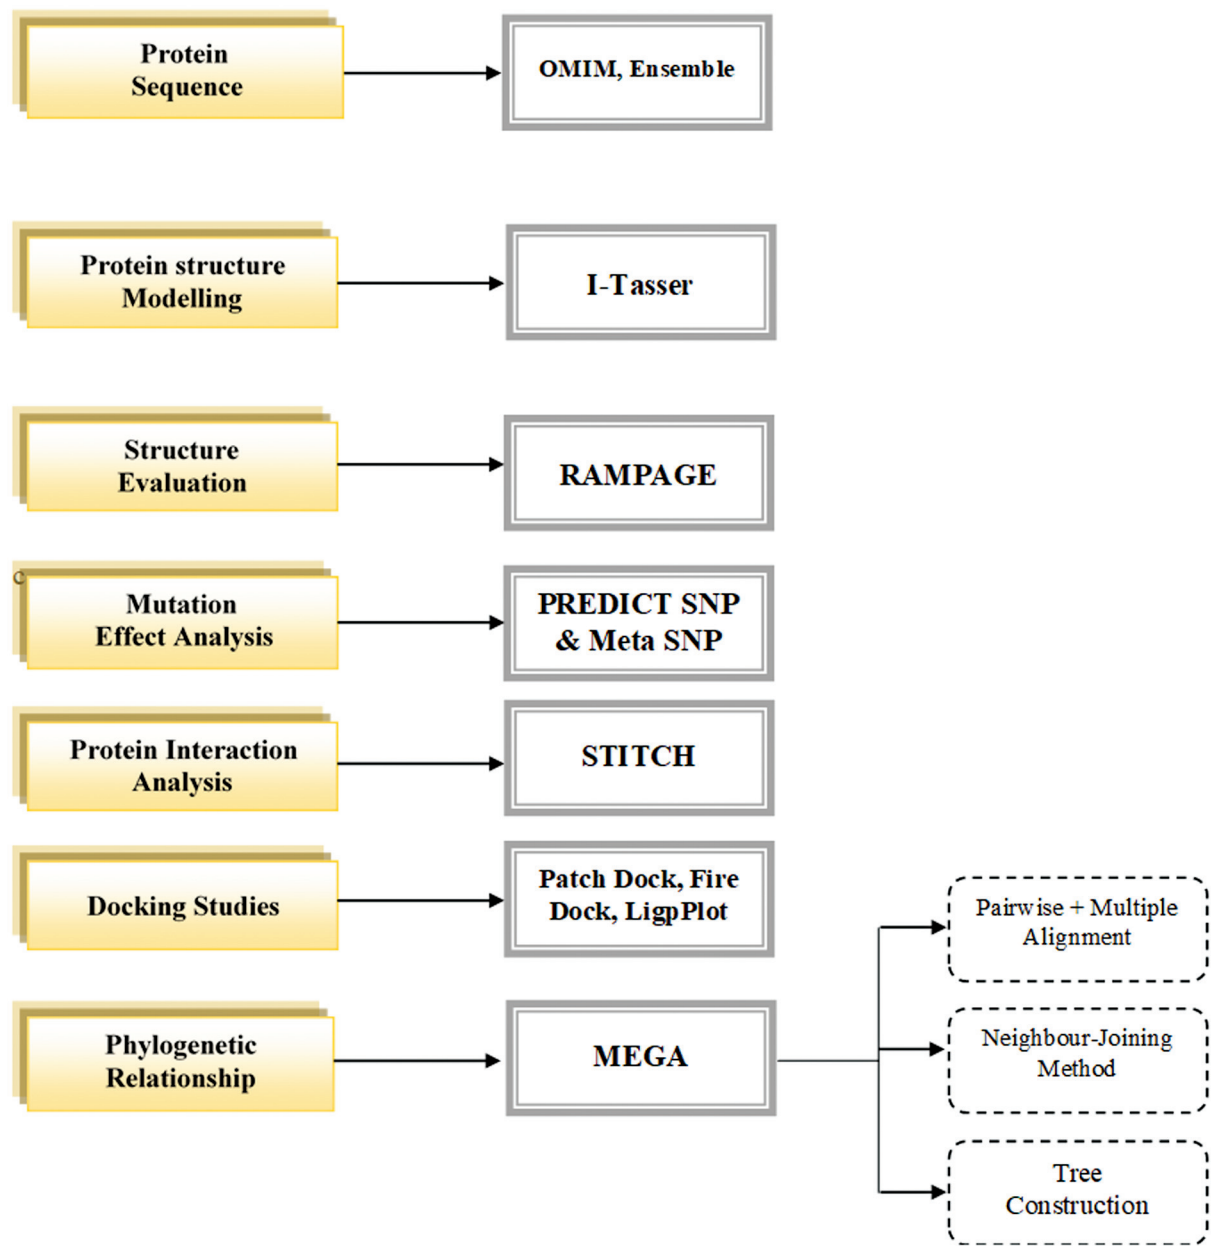 Protein
Sequence
OMIM, Ensemble
Protein structure
Modelling
I-Tasser
Structure
Evaluation
RAMPAGE
c
Mutation
Effect Analysis
PREDICT SNP
& Meta SNP
Protein Interaction
Analysis
STITCH
Docking Studies
Patch Dock, Fire
Dock, LigpPlot
Phylogenetic
Relationship
MEGA
Pairwise + Multiple
Alignment
Neighbour-Joining
Method
Tree
Construction